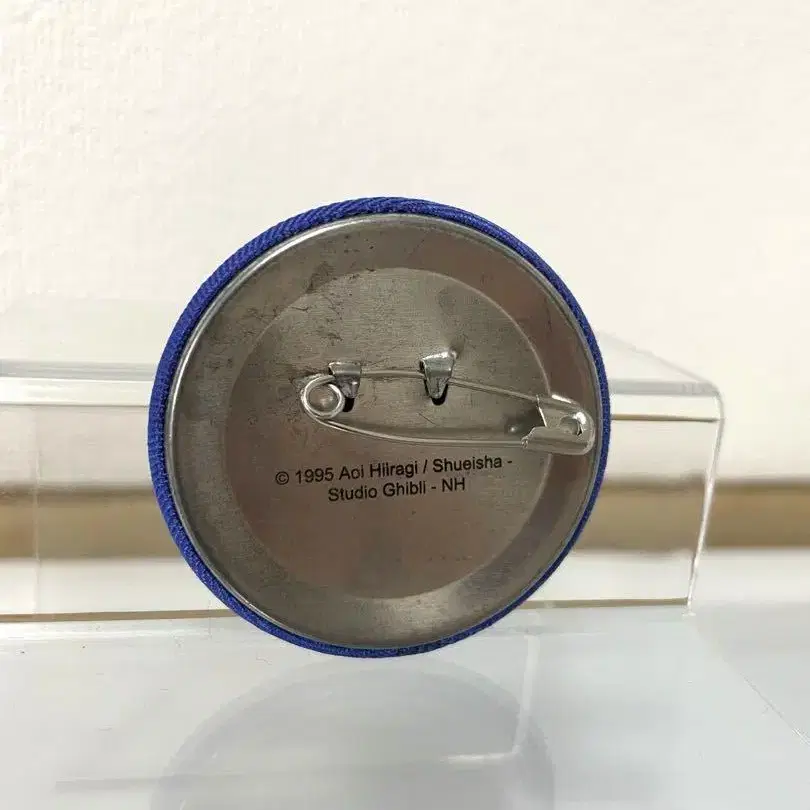 © 1995 Aoi Hiiragi / Shueisha -
Studio Ghibli - NH